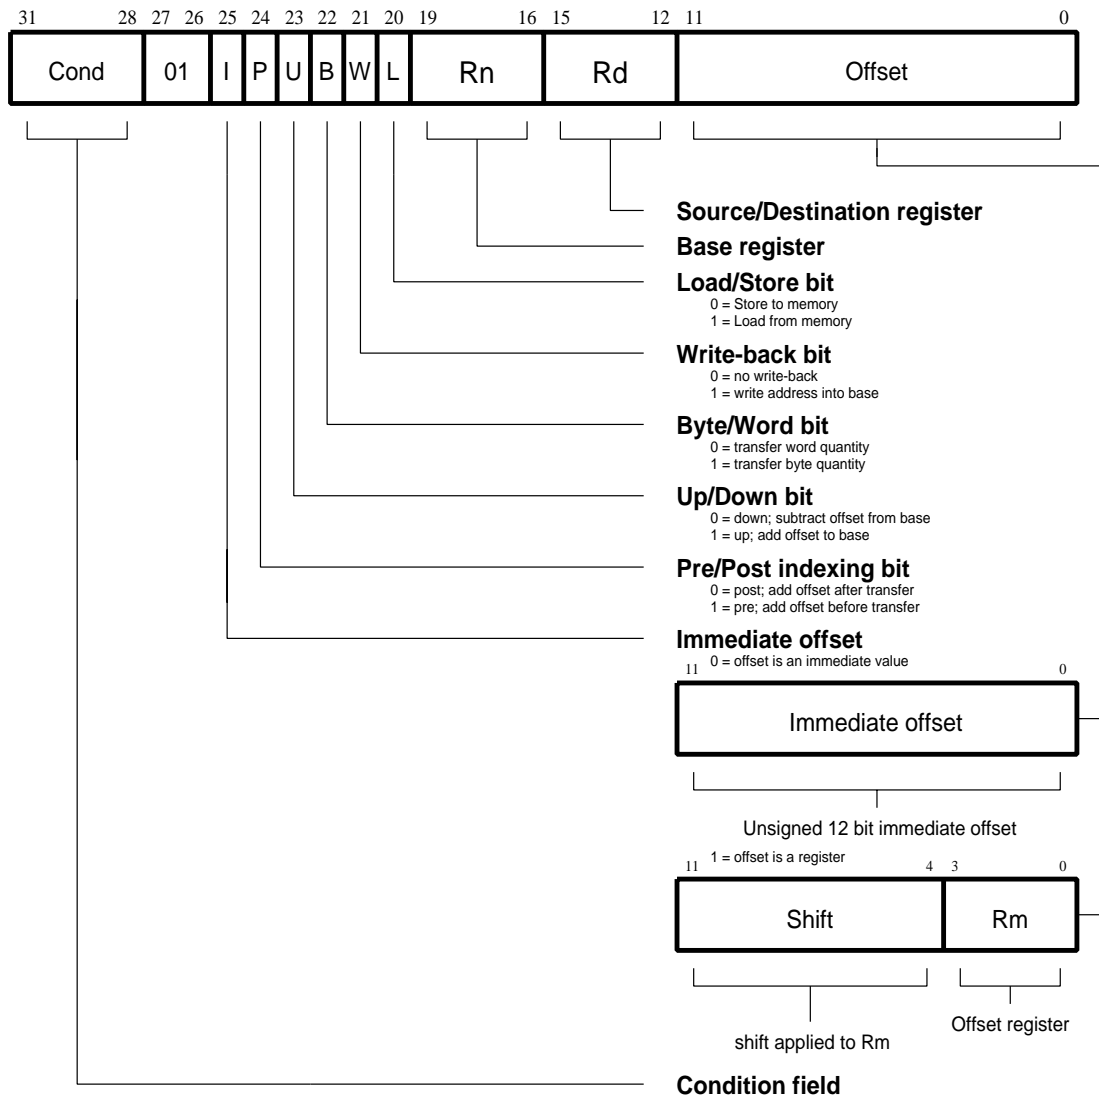 31 28 27 26 25 24 23 22 21 20 19 16 15 12 11 0
Cond 01 I P U B W L Rn Rd Offset
Source/Destination register
Base register
Load/Store bit
0 = Store to memory
1 = Load from memory
Write-back bit
0 = no write-back
1 = write address into base
Byte/Word bit
0 = transfer word quantity
1 = transfer byte quantity
Up/Down bit
0 = down; subtract offset from base
1 = up; add offset to base
Pre/Post indexing bit
0 = post; add offset after transfer
1 = pre; add offset before transfer
Immediate offset
0 = offset is an immediate value
11 0
Immediate offset
Unsigned 12 bit immediate offset
1 = offset is a register
11 4 3 0
Shift Rm
Offset register
shift applied to Rm
Condition field